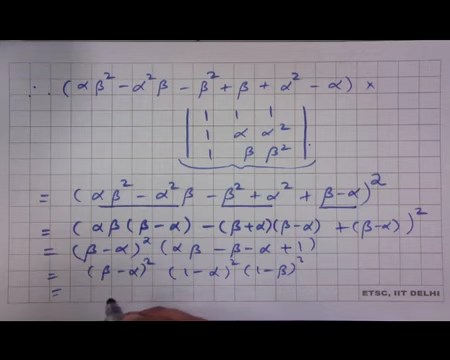 ∴ (αβ² − α²β − β² + β + α² − α) ×
| 1 1 1 |
| 1 α α² |
| 1 β β² | .
= (αβ² − α²β − β² + α² + β−α)²
= (αβ(β−α) − (β+α)(β−α) + (β−α))²
= (β−α)² (αβ − β − α + 1)
= (β−α)² (1−α)² (1−β)²
=
ETSC, IIT DELHI